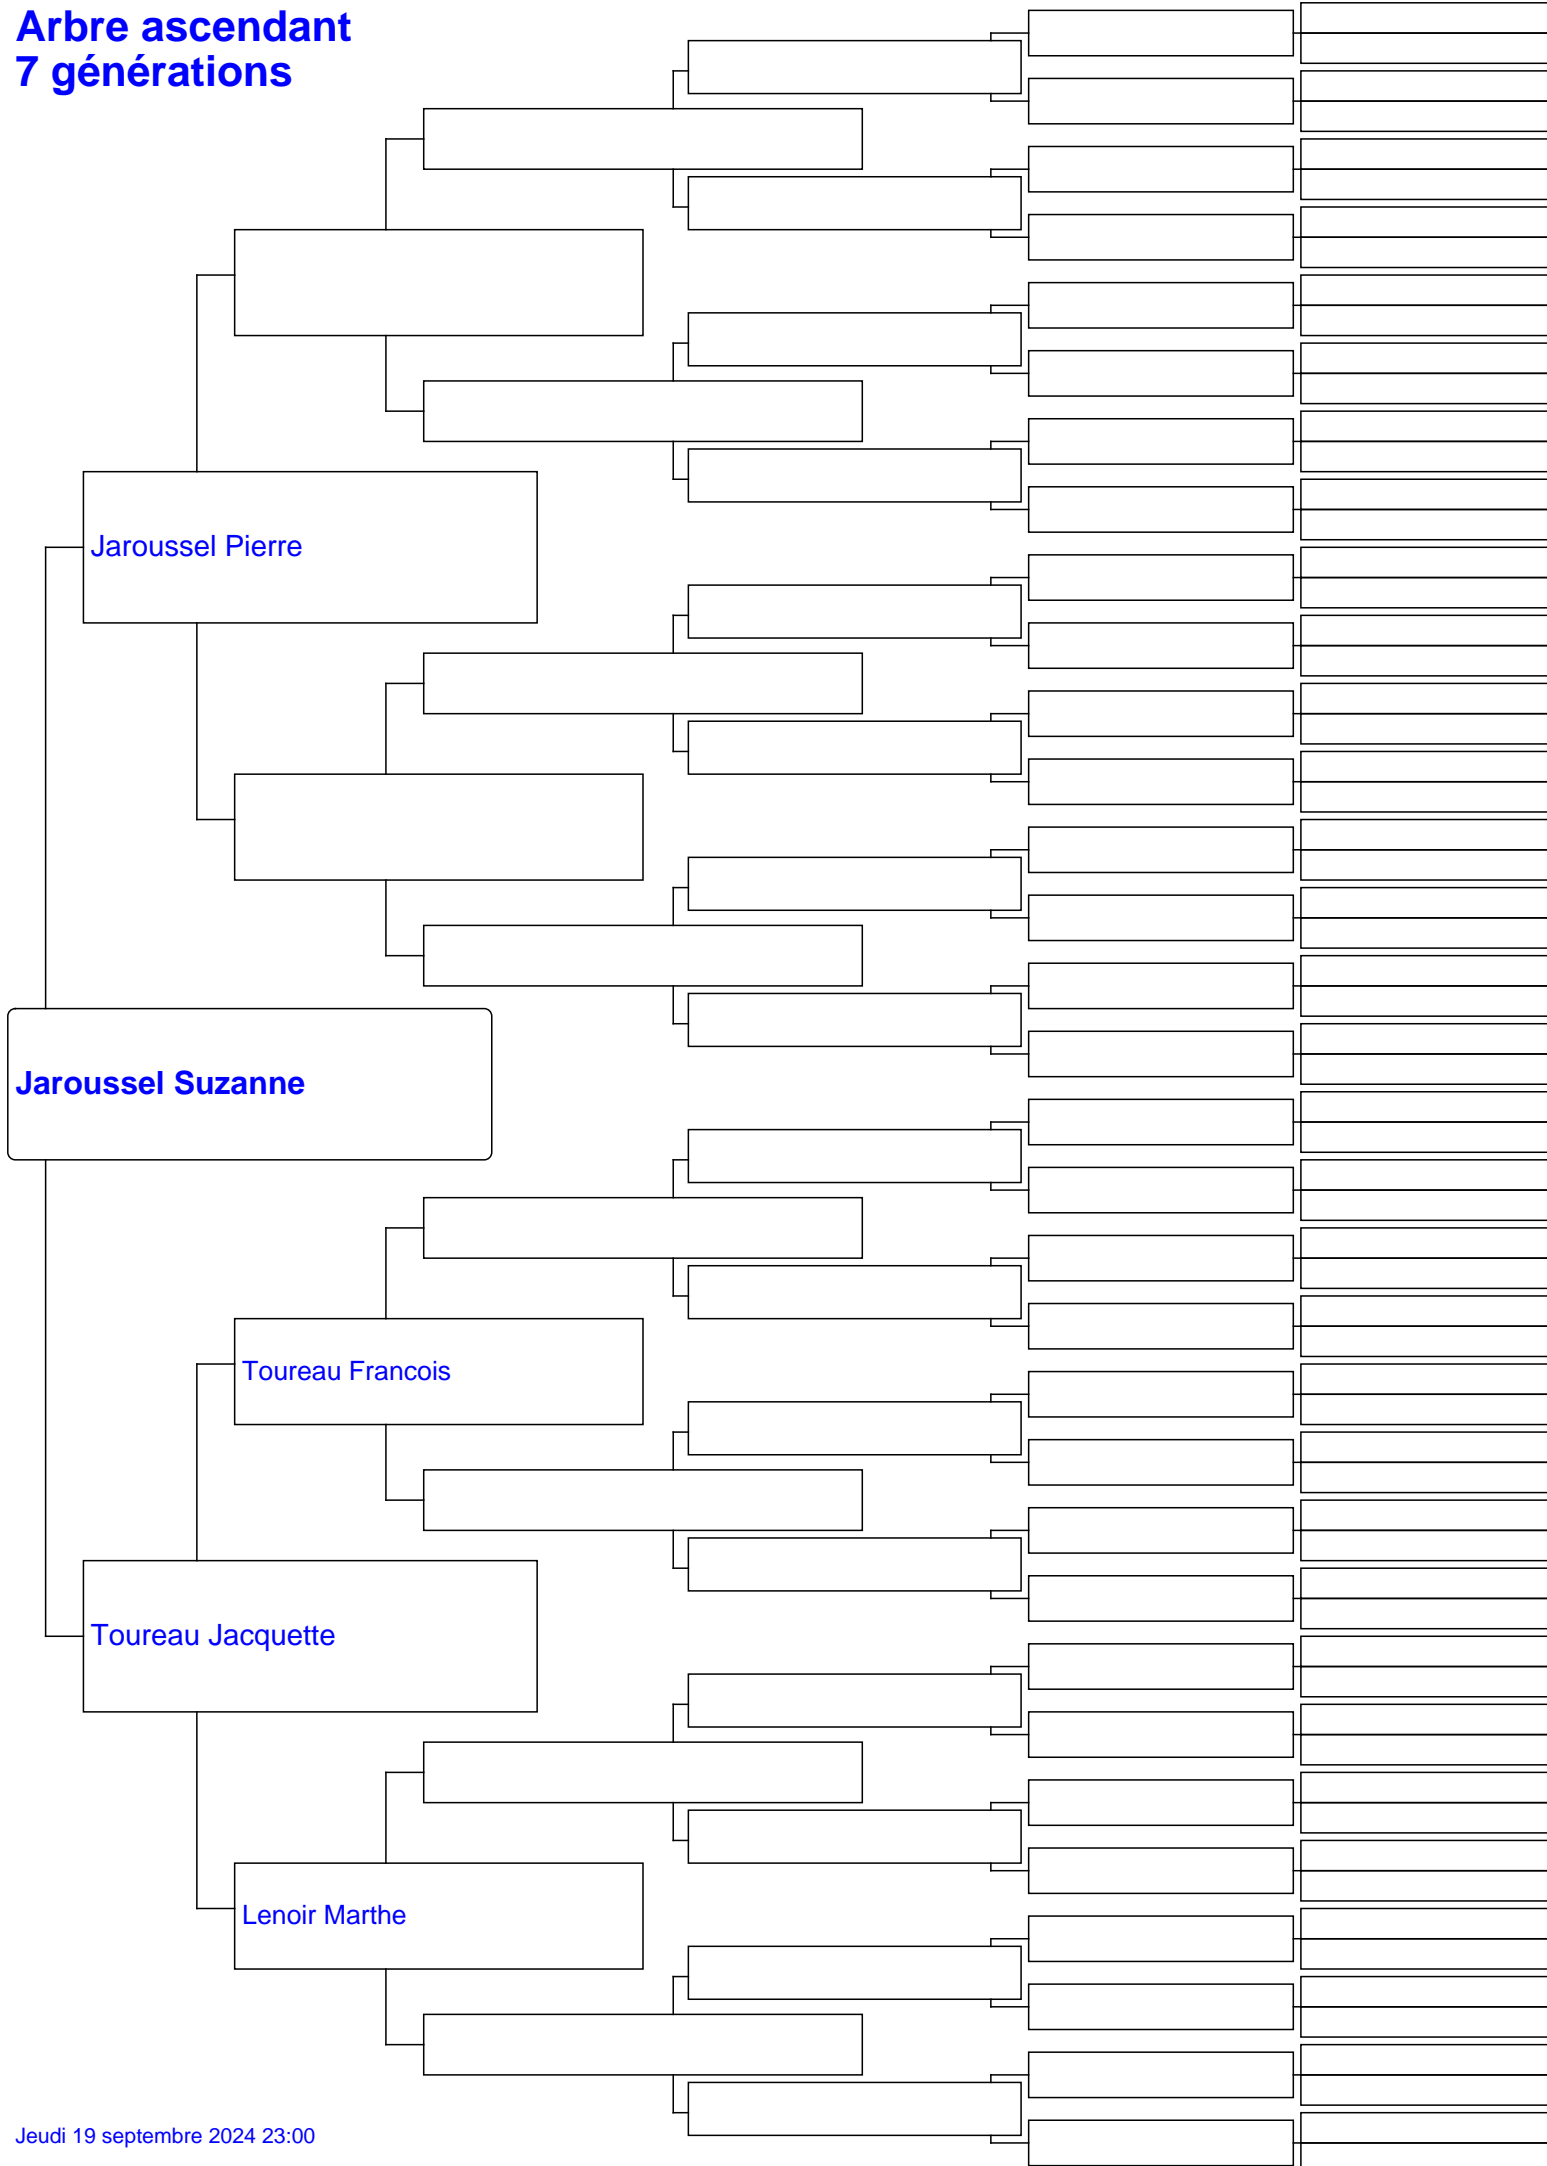 Arbre ascendant
7 générations
Jaroussel Pierre
Jaroussel Suzanne
Toureau Francois
Toureau Jacquette
Lenoir Marthe
Jeudi 19 septembre 2024 23:00